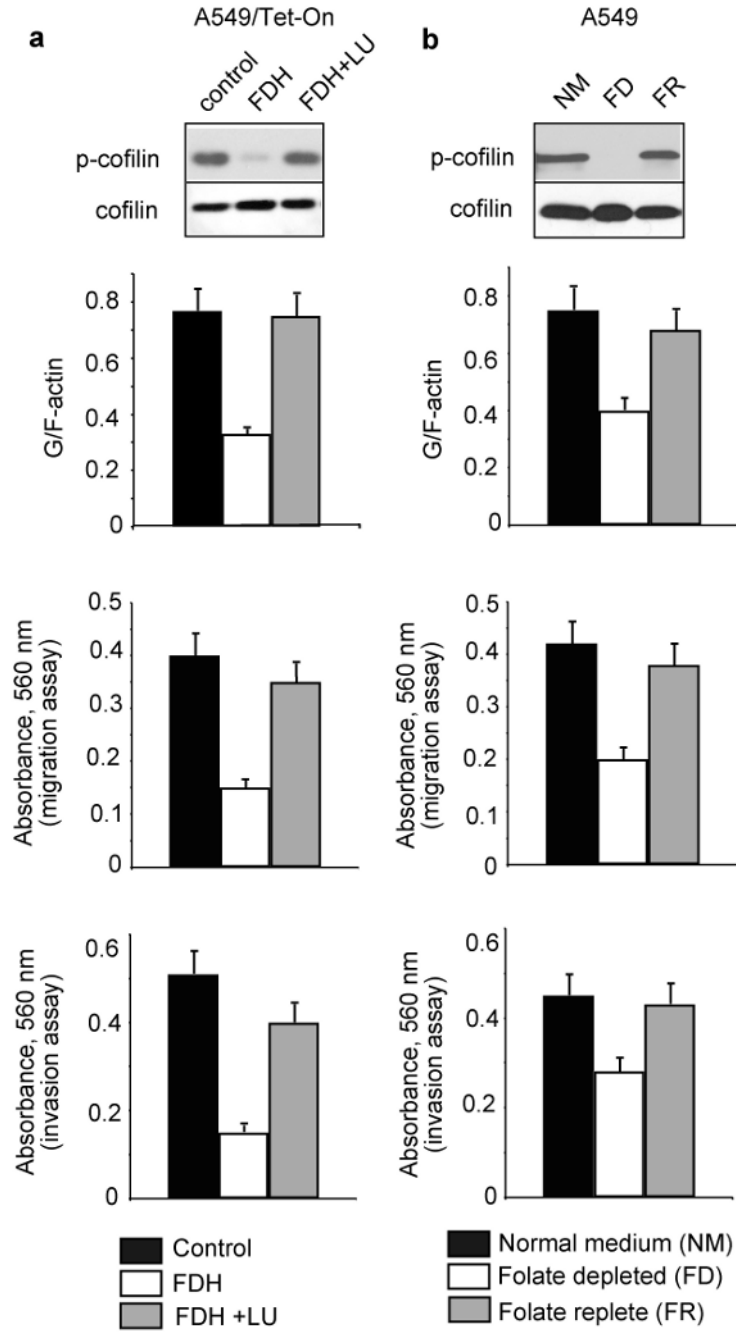 a
A549/Tet-On
control
FDH
FDH+LU
p-cofilin
cofilin
G/F-actin
0.8
0.6
0.4
0.2
0
Absorbance, 560 nm
(migration assay)
0.5
0.4
0.3
0.2
0.1
0
Absorbance, 560 nm
(invasion assay)
0.6
0.4
0.2
0
Control
FDH
FDH +LU
b
A549
NM
FD
FR
p-cofilin
cofilin
G/F-actin
0.8
0.6
0.4
0.2
0
Absorbance, 560 nm
(migration assay)
0.5
0.4
0.3
0.2
0.1
0
Absorbance, 560 nm
(invasion assay)
0.6
0.4
0.2
0
Normal medium (NM)
Folate depleted (FD)
Folate replete (FR)